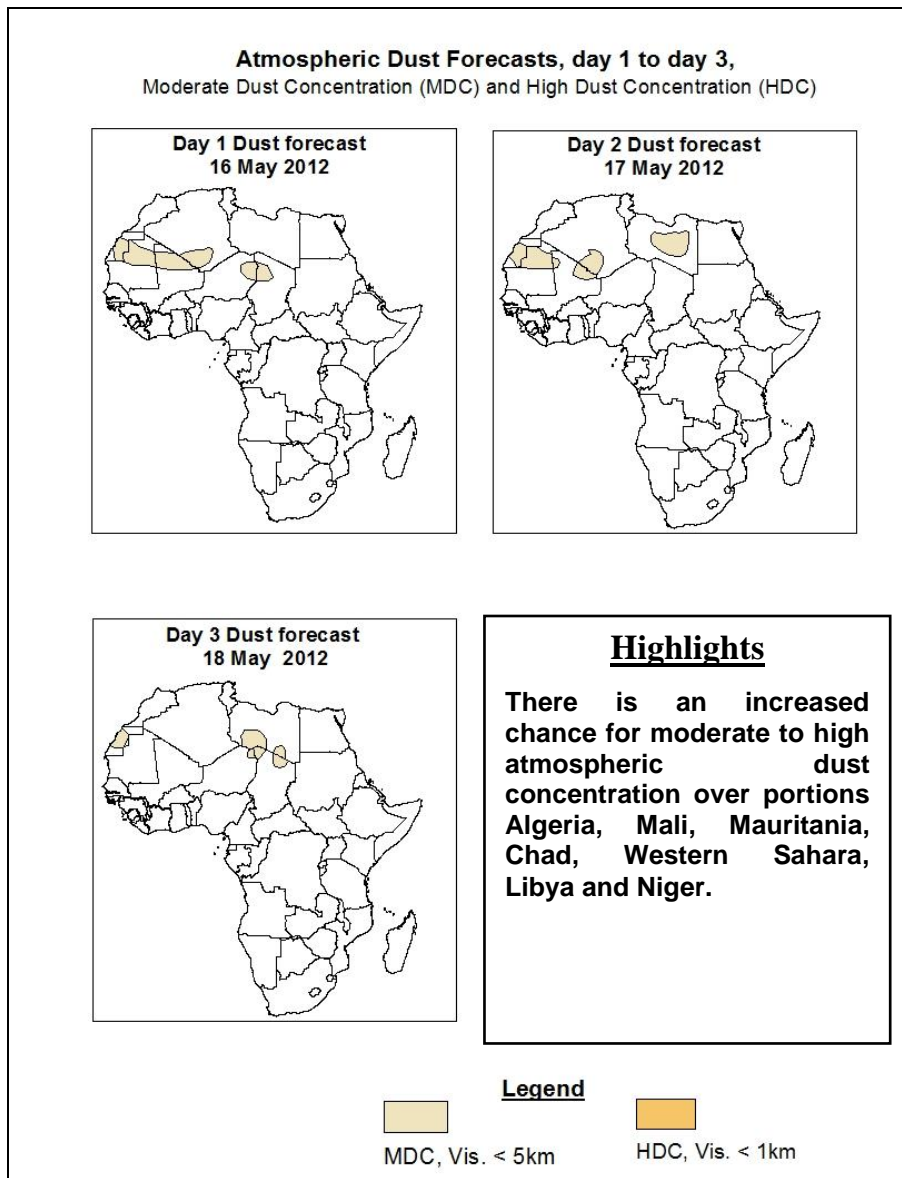 Atmospheric Dust Forecasts, day 1 to day 3,
Moderate Dust Concentration (MDC) and High Dust Concentration (HDC)
Day 1 Dust forecast
16 May 2012
Day 2 Dust forecast
17 May 2012
Day 3 Dust forecast
18 May 2012
Highlights
There is an increased
chance for moderate to high
atmospheric dust
concentration over portions
Algeria, Mali, Mauritania,
Chad, Western Sahara,
Libya and Niger.
Legend
MDC, Vis. < 5km
HDC, Vis. < 1km